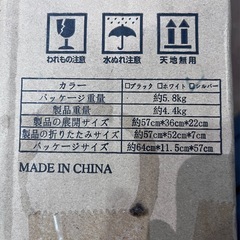 われもの注意 水ぬれ注意 天地無用
カラー □ブラック □ホワイト ☑シルバー
パッケージ重量 約5.8kg
製品重量 約4.4kg
製品の展開サイズ 約57cm*36cm*22cm
製品の折りたたみサイズ 約57cm*52cm*7cm
パッケージサイズ 約64cm*11.5cm*57cm
MADE IN CHINA